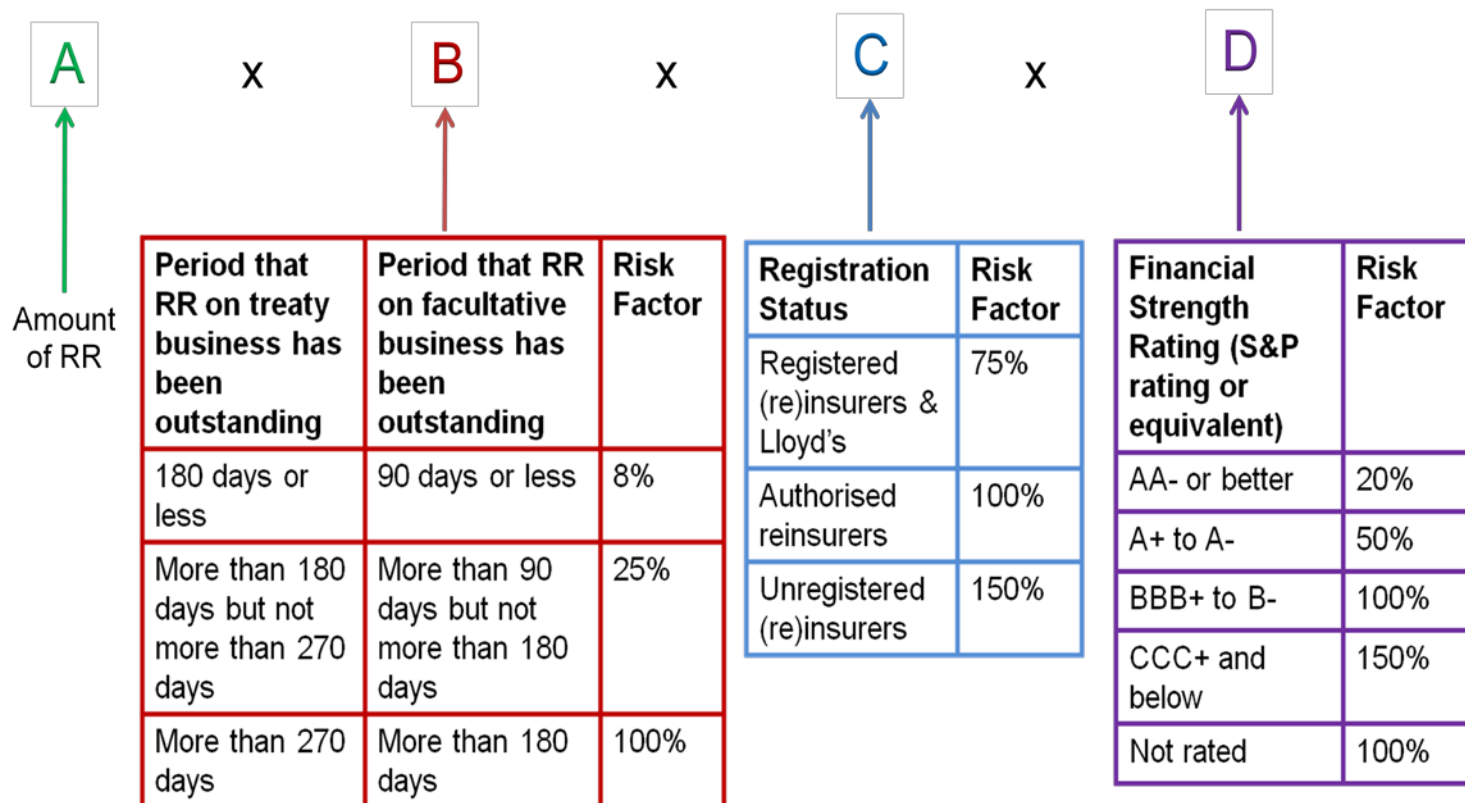 A x B x C x D
Amount
of RR
Period that
RR on treaty
business has
been
outstanding
Period that RR
on facultative
business has
been
outstanding
Risk
Factor
180 days or
less
90 days or less
8%
More than 180
days but not
more than 270
days
More than 90
days but not
more than 180
days
25%
More than 270
days
More than 180
days
100%
Registration
Status
Risk
Factor
Registered
(re)insurers &
Lloyd's
75%
Authorised
reinsurers
100%
Unregistered
(re)insurers
150%
Financial
Strength
Rating (S&P
rating or
equivalent)
Risk
Factor
AA- or better
20%
A+ to A-
50%
BBB+ to B-
100%
CCC+ and
below
150%
Not rated
100%